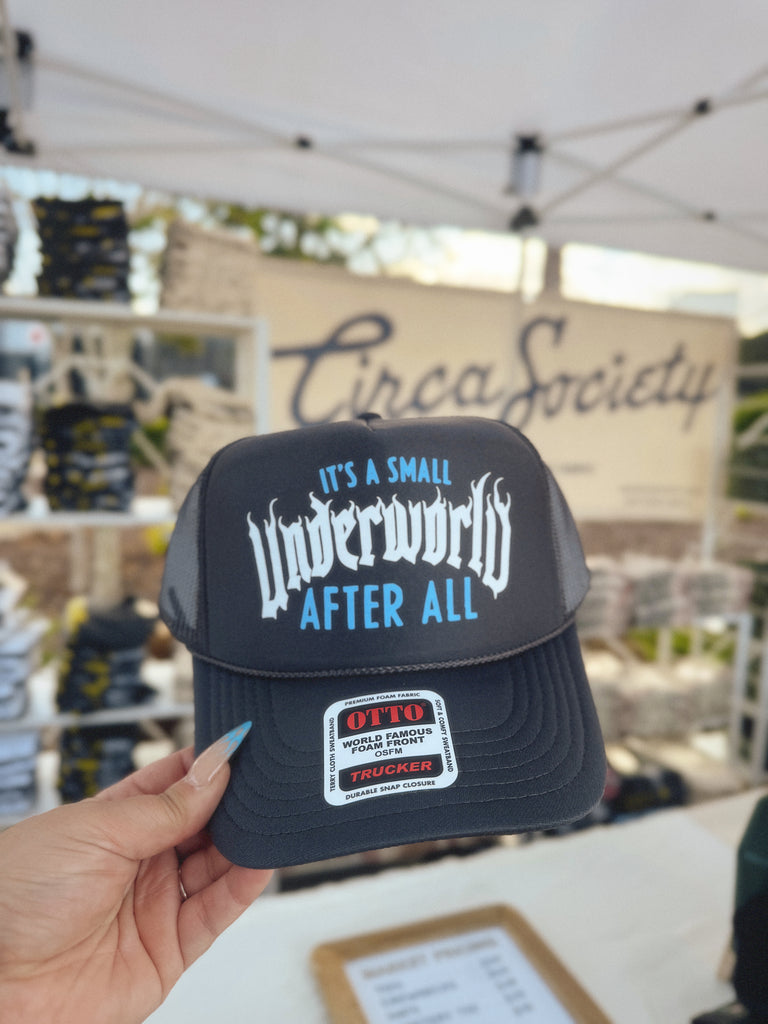 Circa Society
IT'S A SMALL
Underworld
AFTER ALL
PREMIUM FOAM FABRIC
OTTO
WORLD FAMOUS
FOAM FRONT
OSFM
TRUCKER
DURABLE SNAP CLOSURE
TERRY CLOTH SWEATBAND
SOFT & COMFY SWEATBAND